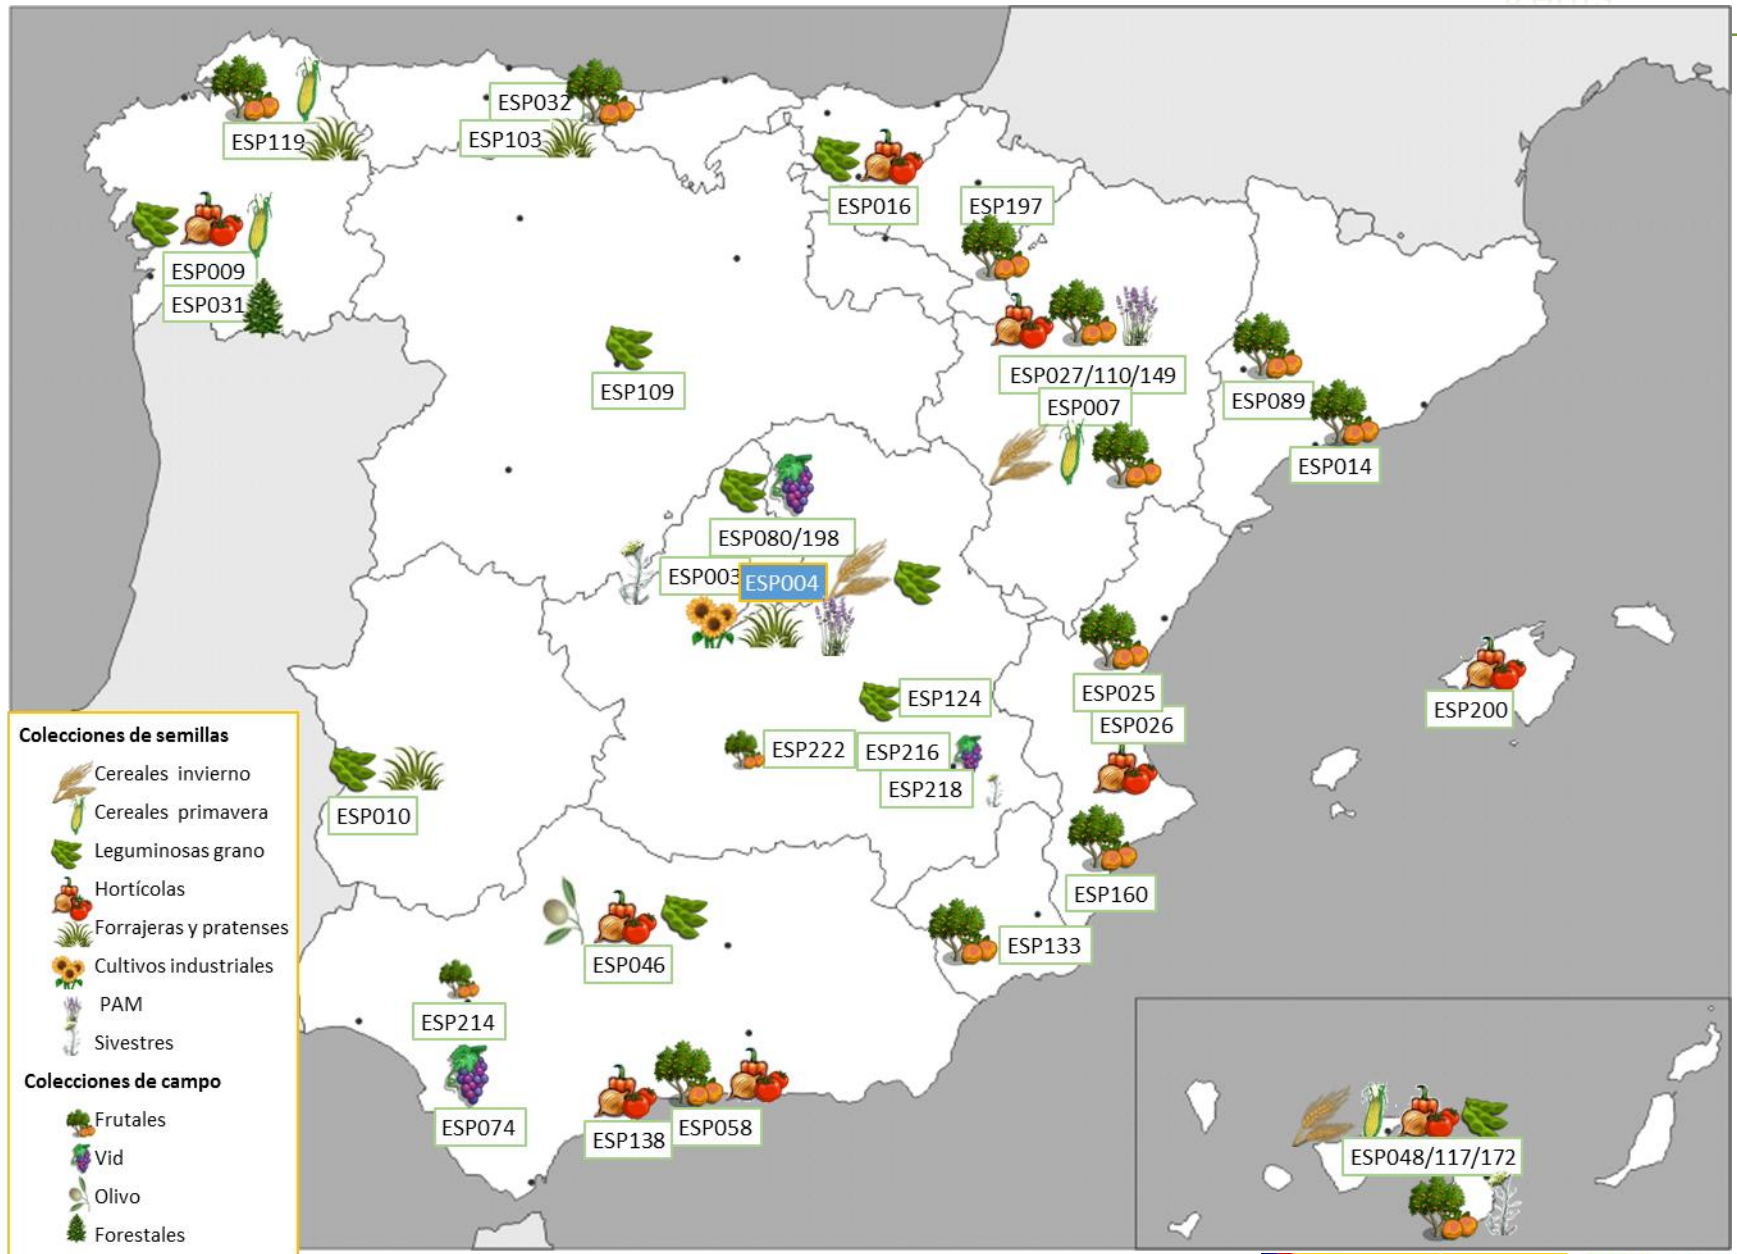 ESP032
ESP119
ESP103
ESP016
ESP197
ESP009
ESP031
ESP109
ESP027/110/149
ESP007
ESP089
ESP014
ESP080/198
ESP003
ESP004
ESP124
ESP025
ESP026
ESP200
ESP222
ESP216
ESP218
ESP010
ESP160
ESP133
ESP046
ESP214
ESP074
ESP138
ESP058
ESP048/117/172
Colecciones de semillas
Cereales invierno
Cereales primavera
Leguminosas grano
Hortícolas
Forrajeras y pratenses
Cultivos industriales
PAM
Sivestres
Colecciones de campo
Frutales
Vid
Olivo
Forestales